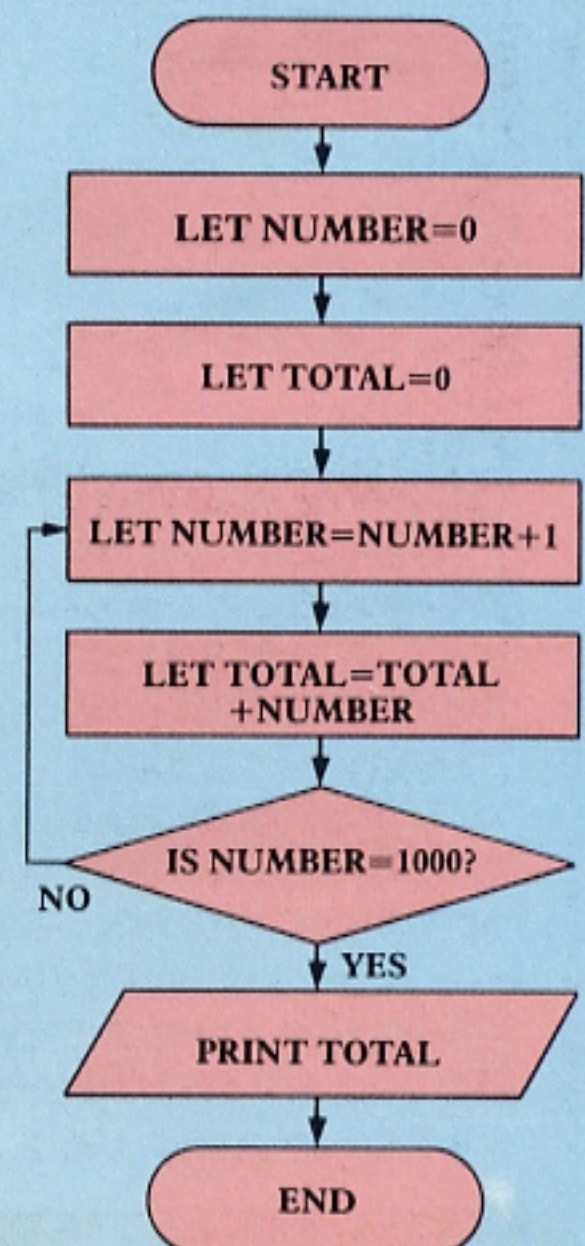 START
LET NUMBER=0
LET TOTAL=0
LET NUMBER=NUMBER+1
LET TOTAL=TOTAL
+NUMBER
IS NUMBER=1000?
NO
YES
PRINT TOTAL
END